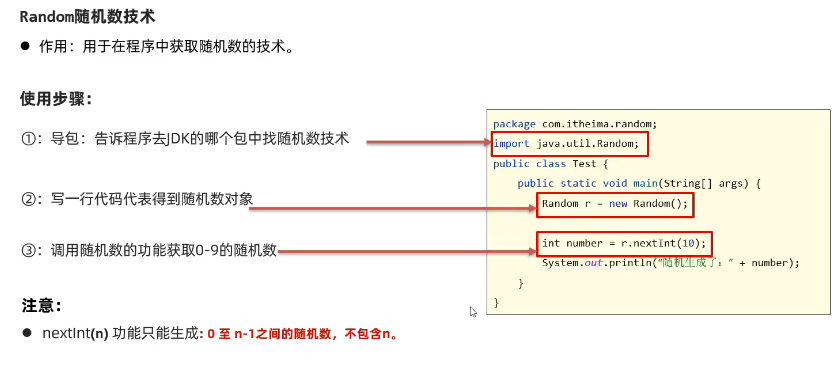 Random随机数技术
● 作用：用于在程序中获取随机数的技术。
使用步骤：
①：导包：告诉程序去JDK的哪个包中找随机数技术
②：写一行代码代表得到随机数对象
③：调用随机数的功能获取0-9的随机数
package com.itheima.random;
import java.util.Random;
public class Test {
public static void main(String[] args) {
Random r = new Random();
int number = r.nextInt(10);
System.out.println("随机生成了：" + number);
}
}
注意：
● nextInt(n) 功能只能生成：0 至 n-1之间的随机数，不包含n。